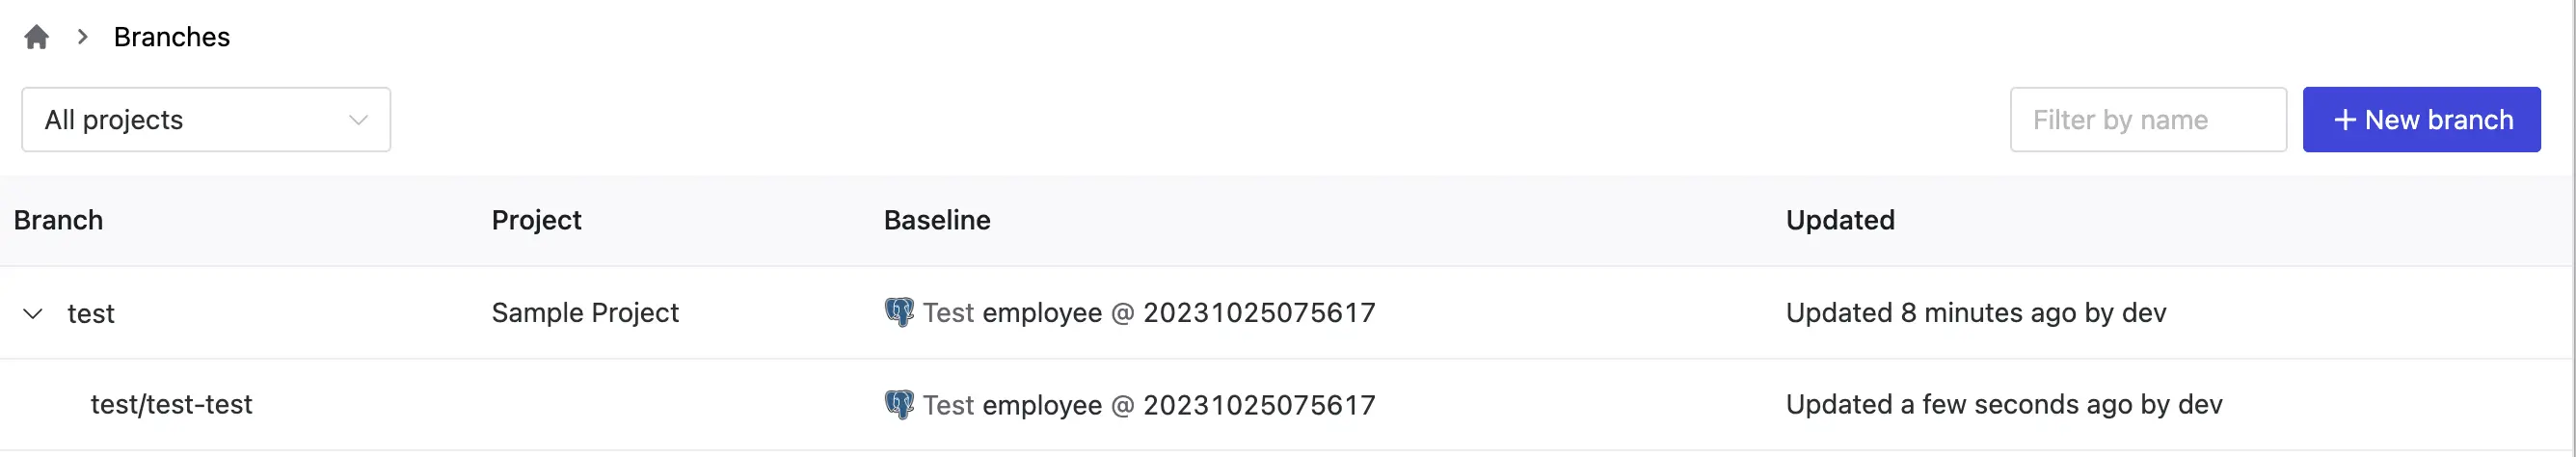 Branches
All projects
Filter by name
+ New branch
Branch Project Baseline Updated
test Sample Project Test employee @ 20231025075617 Updated 8 minutes ago by dev
test/test-test Test employee @ 20231025075617 Updated a few seconds ago by dev